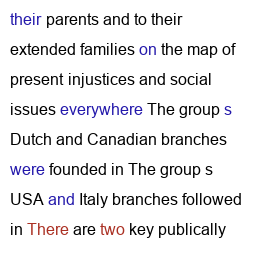 their parents and to their
extended families on the map of
present injustices and social
issues everywhere The group s
Dutch and Canadian branches
were founded in The group s
USA and Italy branches followed
in There are two key publically